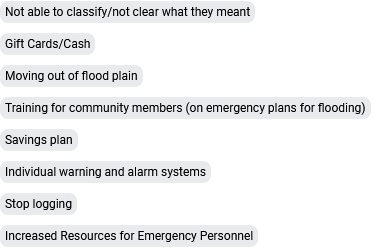 Not able to classify/not clear what they meant
Gift Cards/Cash
Moving out of flood plain
Training for community members (on emergency plans for flooding)
Savings plan
Individual warning and alarm systems
Stop logging
Increased Resources for Emergency Personnel